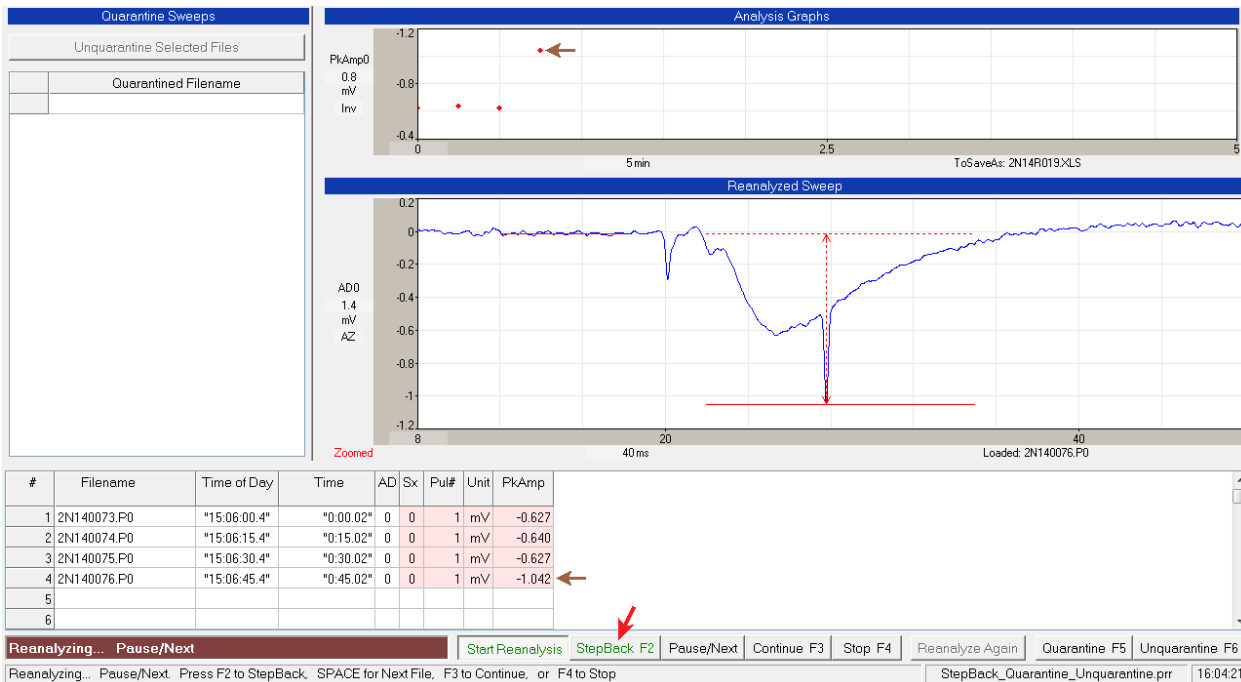 Quarantine Sweeps
Unquarantine Selected Files
Quarantined Filename
Analysis Graphs
PkAmp0
0.8
mV
Inv
-1.2
-0.8
-0.4
0 2.5 5
5 min ToSaveAs: 2N14R019.XLS
Reanalyzed Sweep
AD0
1.4
mV
AZ
0.2
0
-0.2
-0.4
-0.6
-0.8
-1
-1.2
8 20 40
Zoomed 40 ms Loaded: 2N140076.P0
# Filename Time of Day Time AD Sx Pul# Unit PkAmp
1 2N140073.P0 "15:06:00.4" "0:00.02" 0 0 1 mV -0.627
2 2N140074.P0 "15:06:15.4" "0:15.02" 0 0 1 mV -0.640
3 2N140075.P0 "15:06:30.4" "0:30.02" 0 0 1 mV -0.627
4 2N140076.P0 "15:06:45.4" "0:45.02" 0 0 1 mV -1.042
5
6
Reanalyzing... Pause/Next Start Reanalysis StepBack F2 Pause/Next Continue F3 Stop F4 Reanalyze Again Quarantine F5 Unquarantine F6
Reanalyzing... Pause/Next. Press F2 to StepBack, SPACE for Next File, F3 to Continue, or F4 to Stop StepBack_Quarantine_Unquarantine.prr 16:04:21